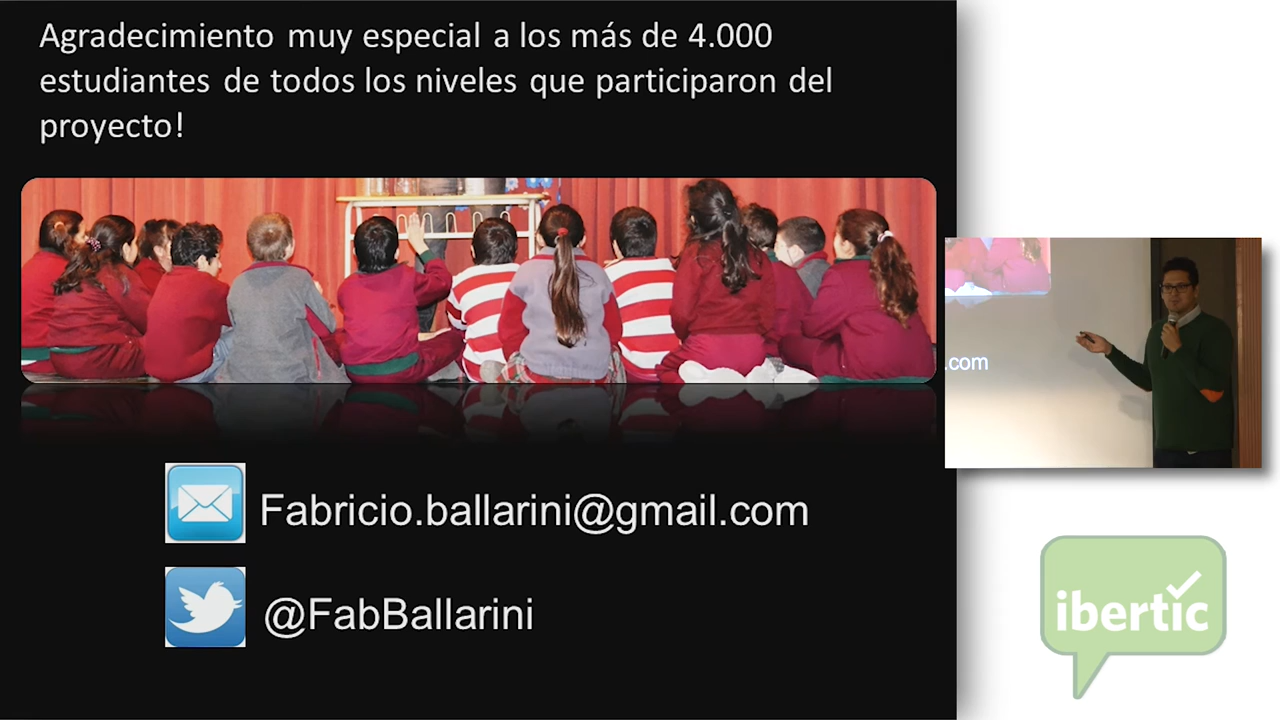 Agradecimiento muy especial a los más de 4.000
estudiantes de todos los niveles que participaron del
proyecto!
.com
Fabricio.ballarini@gmail.com
@FabBallarini
ibertic